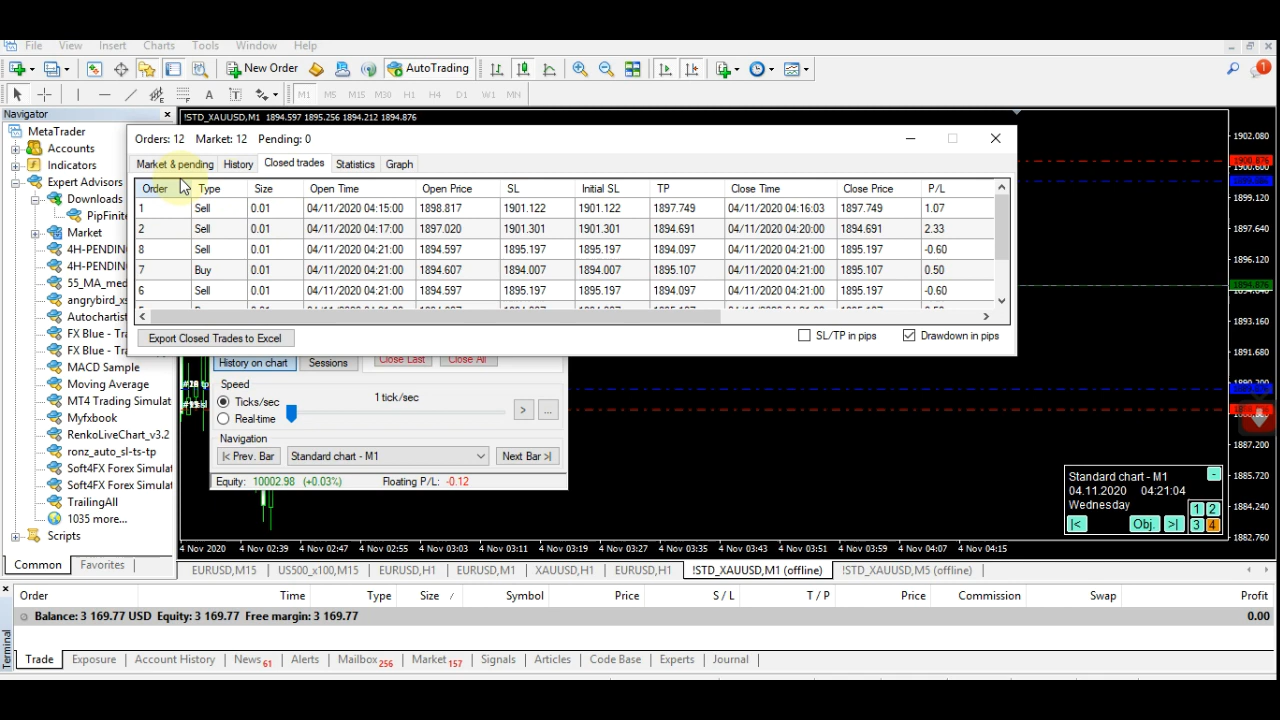 File View Insert Charts Tools Window Help
New Order AutoTrading
A T M1 M5 M15 M30 H1 H4 D1 W1 MN
Navigator
MetaTrader
Accounts
Indicators
Expert Advisors
Downloads
PipFinite
Market
4H-PENDIN
4H-PENDIN
55_MA_med
angrybird_xs
Autochartist
FX Blue - Tra
FX Blue - Tra
MACD Sample
Moving Average
MT4 Trading Simulat
Myfxbook
RenkoLiveChart_v3.2
ronz_auto_sl-ts-tp
Soft4FX Forex Simulat
Soft4FX Forex Simulat
TrailingAll
1035 more...
Scripts
Common Favorites
!STD_XAUUSD,M1 1894.597 1895.256 1894.212 1894.876
Orders: 12 Market: 12 Pending: 0
Market & pending History Closed trades Statistics Graph
Order Type Size Open Time Open Price SL Initial SL TP Close Time Close Price P/L
1 Sell 0.01 04/11/2020 04:15:00 1898.817 1901.122 1901.122 1897.749 04/11/2020 04:16:03 1897.749 1.07
2 Sell 0.01 04/11/2020 04:17:00 1897.020 1901.301 1901.301 1894.691 04/11/2020 04:20:00 1894.691 2.33
8 Sell 0.01 04/11/2020 04:21:00 1894.597 1895.197 1895.197 1894.097 04/11/2020 04:21:00 1895.197 -0.60
7 Buy 0.01 04/11/2020 04:21:00 1894.607 1894.007 1894.007 1895.107 04/11/2020 04:21:00 1895.107 0.50
6 Sell 0.01 04/11/2020 04:21:00 1894.597 1895.197 1895.197 1894.097 04/11/2020 04:21:00 1895.197 -0.60
Export Closed Trades to Excel SL/TP in pips Drawdown in pips
History on chart Sessions Close Last Close All
Speed
Ticks/sec 1 tick/sec
Real-time > ...
Navigation
|< Prev. Bar Standard chart - M1 Next Bar >|
Equity: 10002.98 (+0.03%) Floating P/L: -0.12
1902.080
1900.876
1900.600
1899.120
1897.640
1896.120
1894.876
1893.160
1891.680
1890.200
1887.200
1885.720
1884.240
1882.760
Standard chart - M1 -
04.11.2020 04:21:04
Wednesday
1 2
|< Obj. >| 3 4
4 Nov 2020 4 Nov 02:39 4 Nov 02:47 4 Nov 02:55 4 Nov 03:03 4 Nov 03:11 4 Nov 03:19 4 Nov 03:27 4 Nov 03:35 4 Nov 03:43 4 Nov 03:51 4 Nov 03:59 4 Nov 04:07 4 Nov 04:15
EURUSD,M15 US500_x100,M15 EURUSD,H1 EURUSD,M1 XAUUSD,H1 EURUSD,H1 !STD_XAUUSD,M1 (offline) !STD_XAUUSD,M5 (offline)
Order Time Type Size / Symbol Price S / L T / P Price Commission Swap Profit
Balance: 3 169.77 USD Equity: 3 169.77 Free margin: 3 169.77 0.00
Terminal
Trade Exposure Account History News 61 Alerts Mailbox 256 Market 157 Signals Articles Code Base Experts Journal